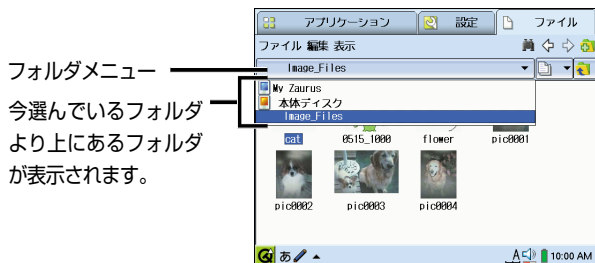 アプリケーション 設定 ファイル
ファイル 編集 表示
Image_Files
My Zaurus
本体ディスク
Image_Files
cat 0515_1000 flower pic0001
pic0002 pic0003 pic0004
あ A 10:00 AM
フォルダメニュー
今選んでいるフォルダ
より上にあるフォルダ
が表示されます。